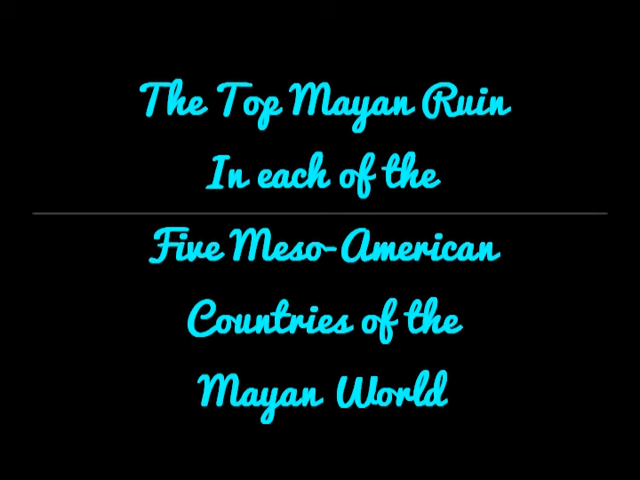 The Top Mayan Ruin
In each of the
Five Meso-American
Countries of the
Mayan World